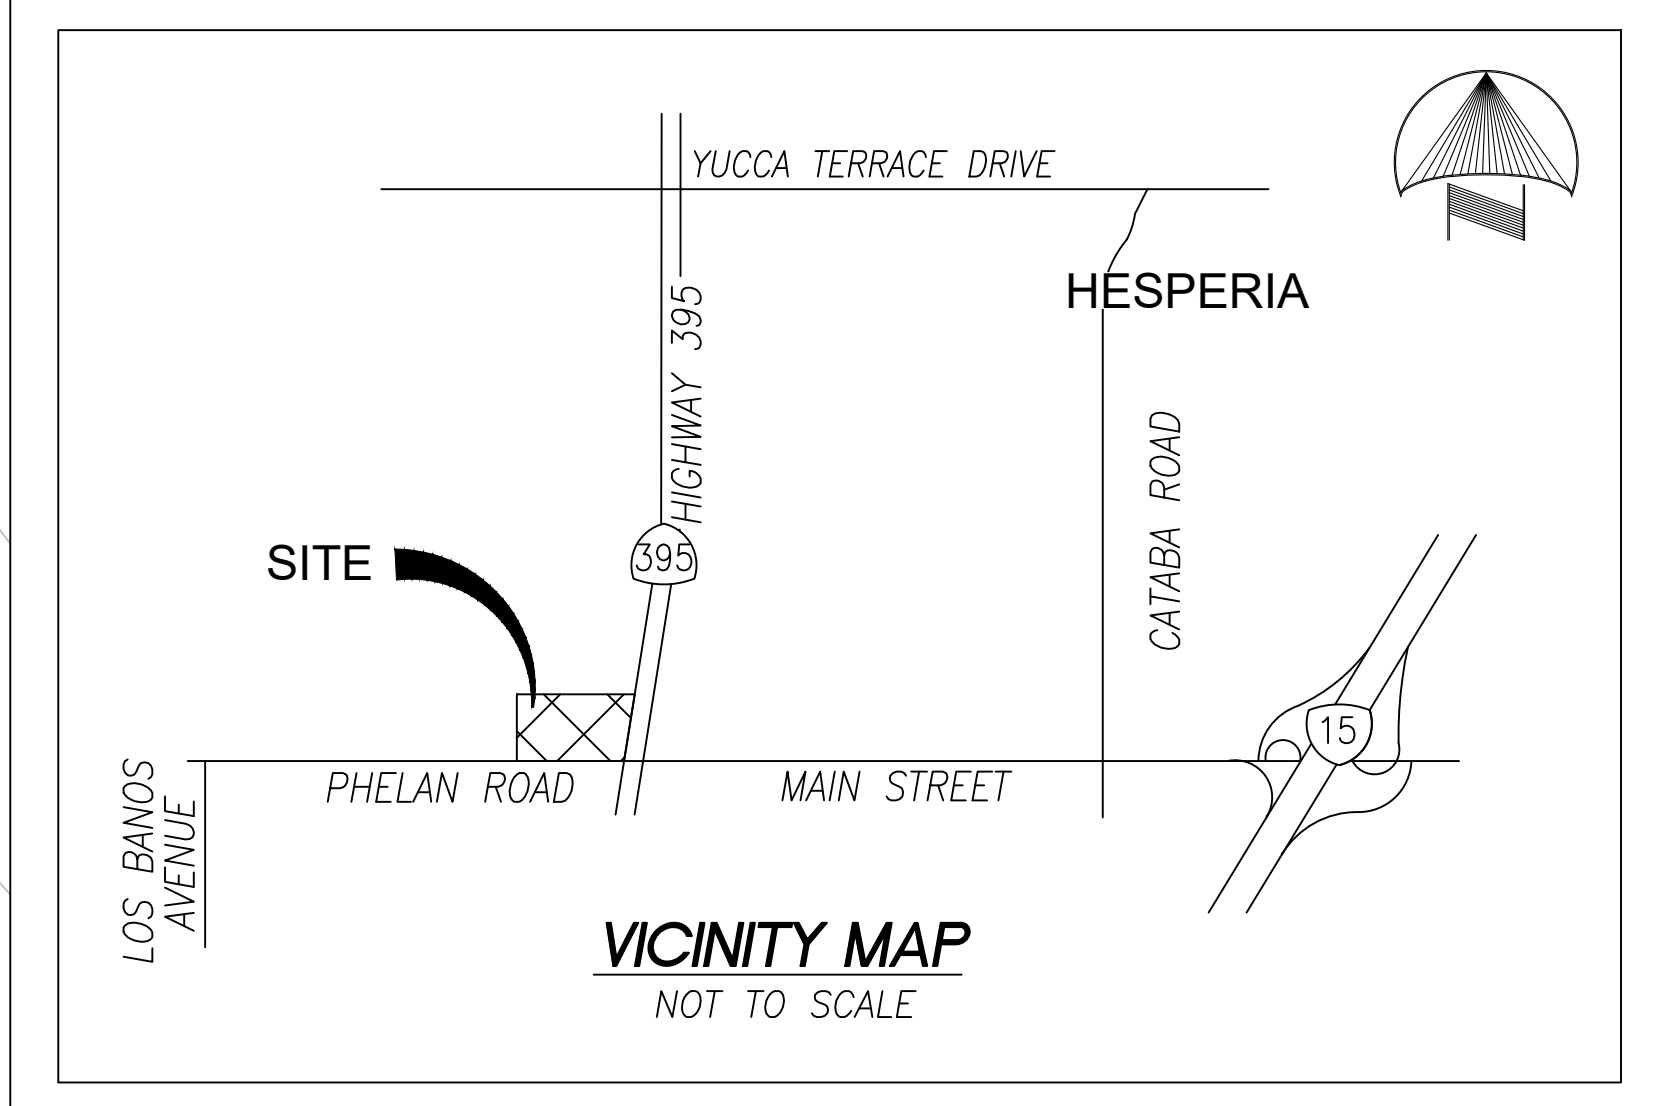 YUCCA TERRACE DRIVE
HESPERIA
HIGHWAY 395
CATABA ROAD
SITE
395
15
PHELAN ROAD
MAIN STREET
LOS BANOS
AVENUE
VICINITY MAP
NOT TO SCALE
N